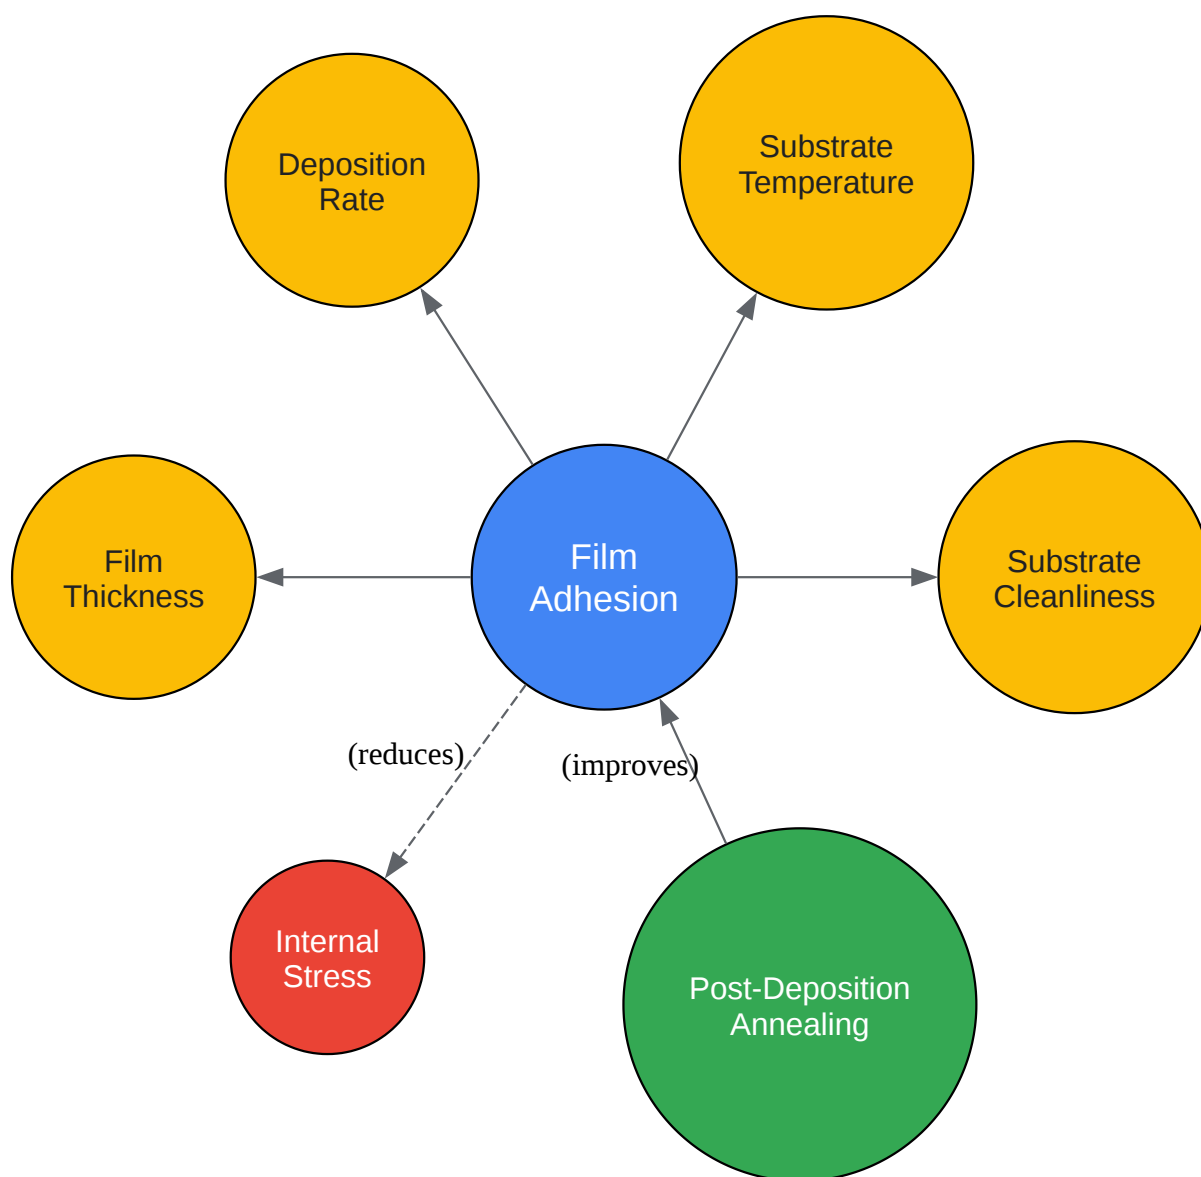 Deposition
Rate
Substrate
Temperature
Film
Thickness
Film
Adhesion
Substrate
Cleanliness
(reduces)
(improves)
Internal
Stress
Post-Deposition
Annealing